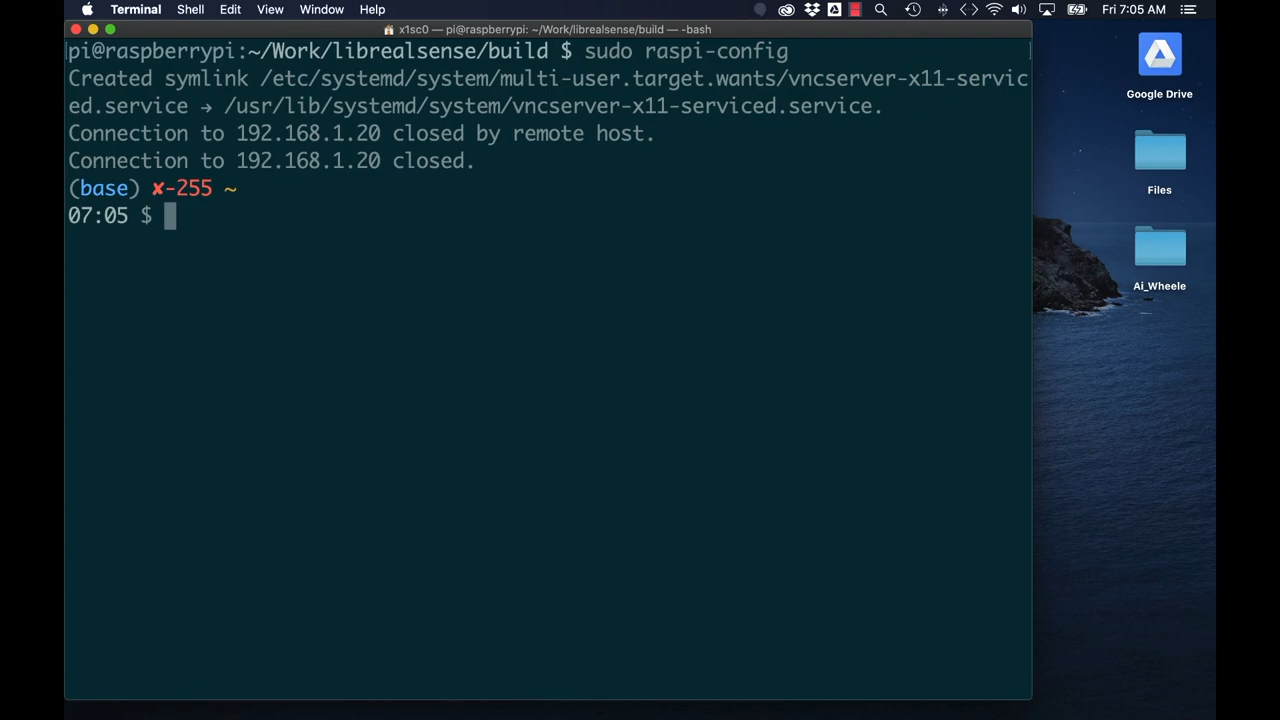 Terminal Shell Edit View Window Help Fri 7:05 AM
x1sc0 — pi@raspberrypi: ~/Work/librealsense/build — -bash
pi@raspberrypi:~/Work/librealsense/build $ sudo raspi-config
Created symlink /etc/systemd/system/multi-user.target.wants/vncserver-x11-servic
ed.service → /usr/lib/systemd/system/vncserver-x11-serviced.service.
Connection to 192.168.1.20 closed by remote host.
Connection to 192.168.1.20 closed.
(base) ✘-255 ~
07:05 $
Google Drive
Files
Ai_Wheele